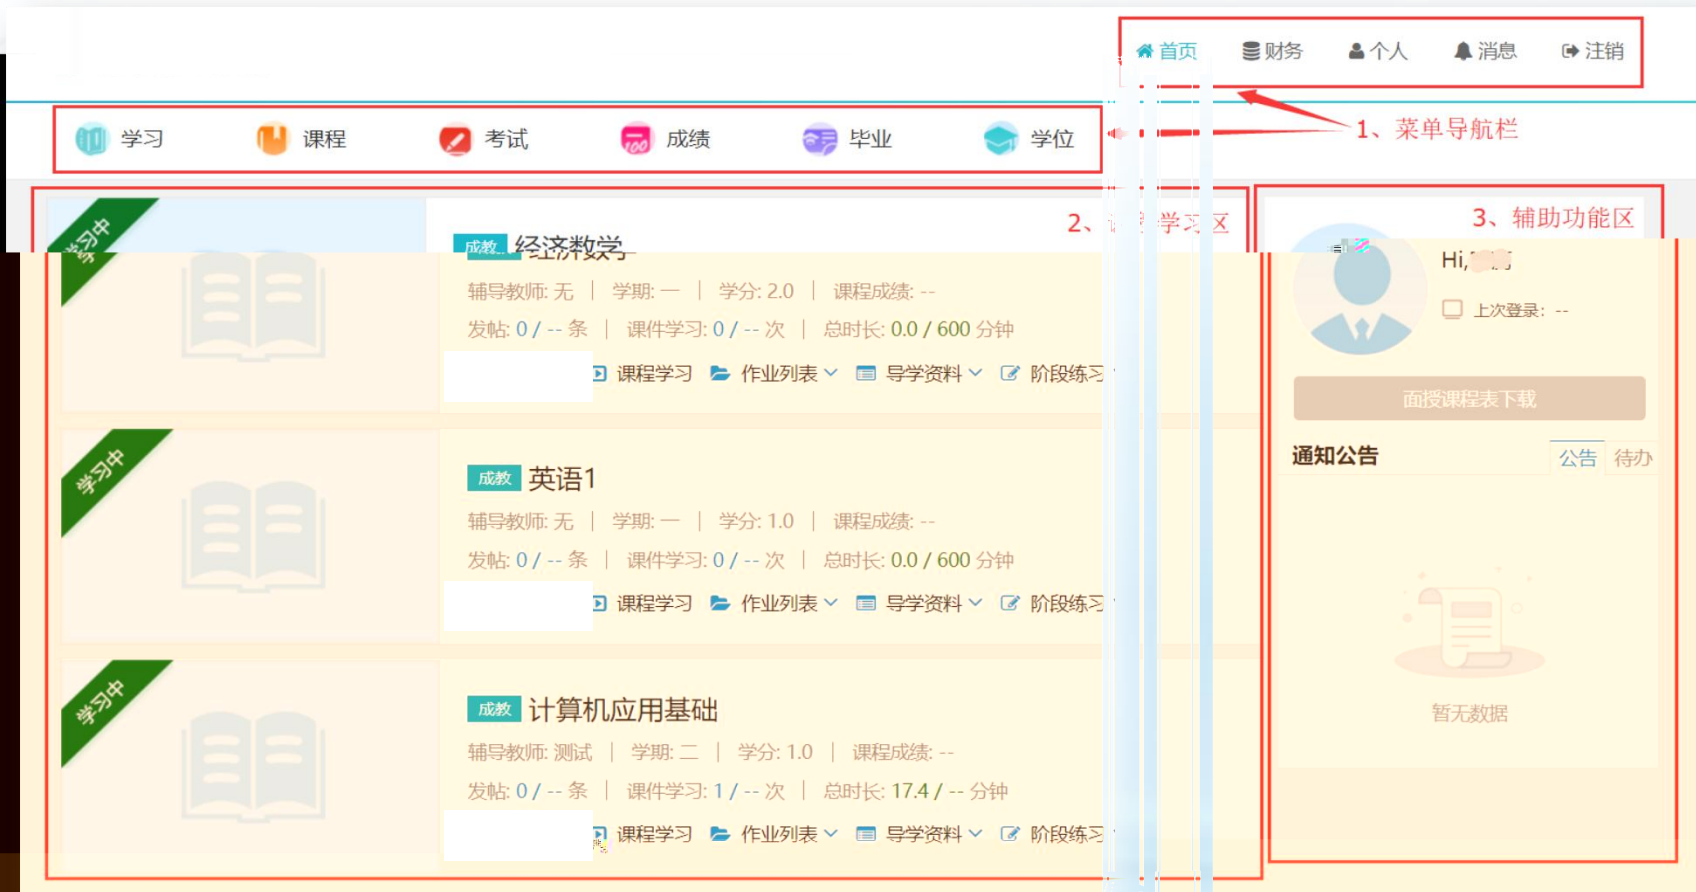 首页 财务 个人 消息 注销
学习 课程 考试 成绩 毕业 学位
1、菜单导航栏
学习中
成教 经济数学
2、 学习区
辅导教师: 无 | 学期: 一 | 学分: 2.0 | 课程成绩: --
发帖: 0 / -- 条 | 课件学习: 0 / -- 次 | 总时长: 0.0 / 600 分钟
课程学习 作业列表 导学资料 阶段练习
学习中
成教 英语1
辅导教师: 无 | 学期: 一 | 学分: 1.0 | 课程成绩: --
发帖: 0 / -- 条 | 课件学习: 0 / -- 次 | 总时长: 0.0 / 600 分钟
课程学习 作业列表 导学资料 阶段练习
学习中
成教 计算机应用基础
辅导教师: 测试 | 学期: 二 | 学分: 1.0 | 课程成绩: --
发帖: 0 / -- 条 | 课件学习: 1 / -- 次 | 总时长: 17.4 / -- 分钟
课程学习 作业列表 导学资料 阶段练习
3、辅助功能区
Hi,
上次登录: --
面授课程表下载
通知公告 公告 待办
暂无数据